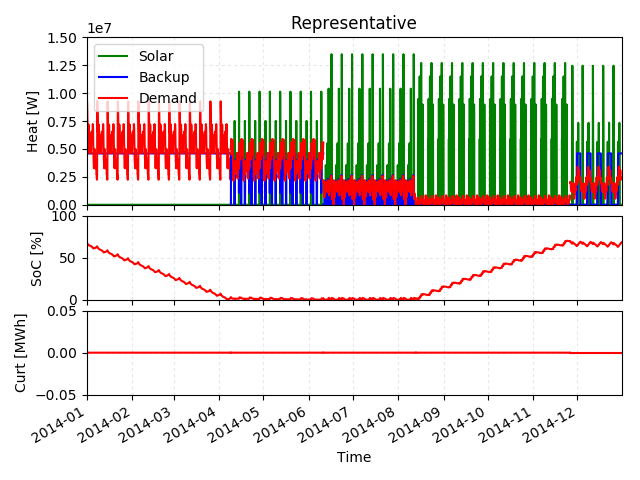 Representative
1e7
1.50
1.25
1.00
0.75
0.50
0.25
0.00
Heat [W]
Solar
Backup
Demand
100
50
0
SoC [%]
0.05
0.00
−0.05
Curt [MWh]
2014-01
2014-02
2014-03
2014-04
2014-05
2014-06
2014-07
2014-08
2014-09
2014-10
2014-11
2014-12
Time